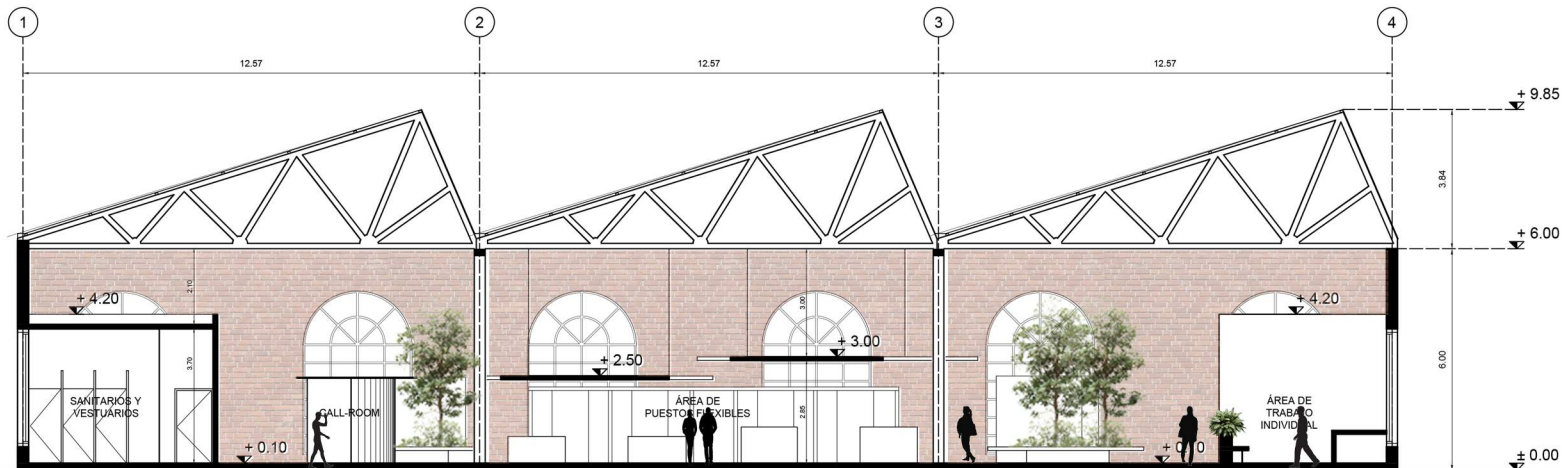 1
2
3
4
12.57
12.57
12.57
+ 9.85
3.84
+ 6.00
2.10
+ 4.20
3.00
+ 4.20
+ 3.00
+ 2.50
3.70
6.00
SANITARIOS Y
VESTUARIOS
CALL-ROOM
ÁREA DE
PUESTOS FLEXIBLES
2.85
ÁREA DE
TRABAJO
INDIVIDUAL
+ 0.10
+ 0.10
± 0.00